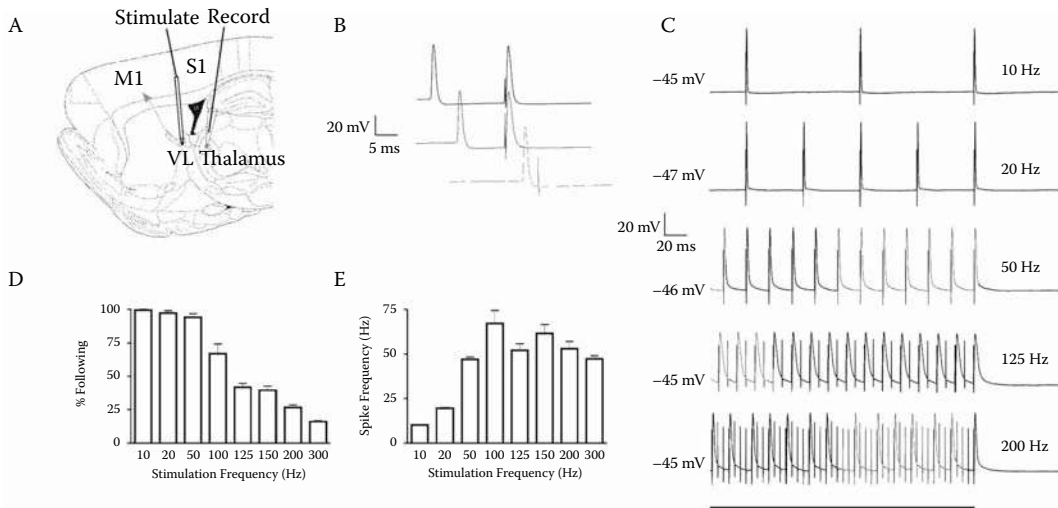 A
Stimulate Record
M1
S1
VL Thalamus
B
20 mV
5 ms
C
−45 mV
10 Hz
−47 mV
20 Hz
20 mV
20 ms
−46 mV
50 Hz
−45 mV
125 Hz
−45 mV
200 Hz
D
% Following
100
75
50
25
0
10 20 50 100 125 150 200 300
Stimulation Frequency (Hz)
E
Spike Frequency (Hz)
75
50
25
0
10 20 50 100 125 150 200 300
Stimulation Frequency (Hz)